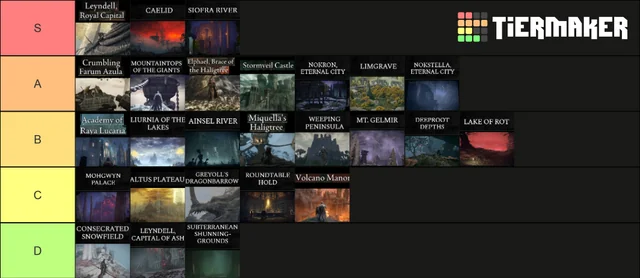 S
Leyndell,
Royal Capital
CAELID
SIOFRA RIVER
TIERMAKER
A
Crumbling
Farum Azula
MOUNTAINTOPS
OF THE GIANTS
Elphael, Brace of
the Haligtree
Stormveil Castle
NOKRON,
ETERNAL CITY
LIMGRAVE
NOKSTELLA,
ETERNAL CITY
B
Academy of
Raya Lucaria
LIURNIA OF THE
LAKES
AINSEL RIVER
Miquella's
Haligtree
WEEPING
PENINSULA
MT. GELMIR
DEEPROOT
DEPTHS
LAKE OF ROT
C
MOHGWYN
PALACE
ALTUS PLATEAU
GREYOLL'S
DRAGONBARROW
ROUNDTABLE
HOLD
Volcano Manor
D
CONSECRATED
SNOWFIELD
LEYNDELL,
CAPITAL OF ASH
SUBTERRANEAN
SHUNNING-
GROUNDS